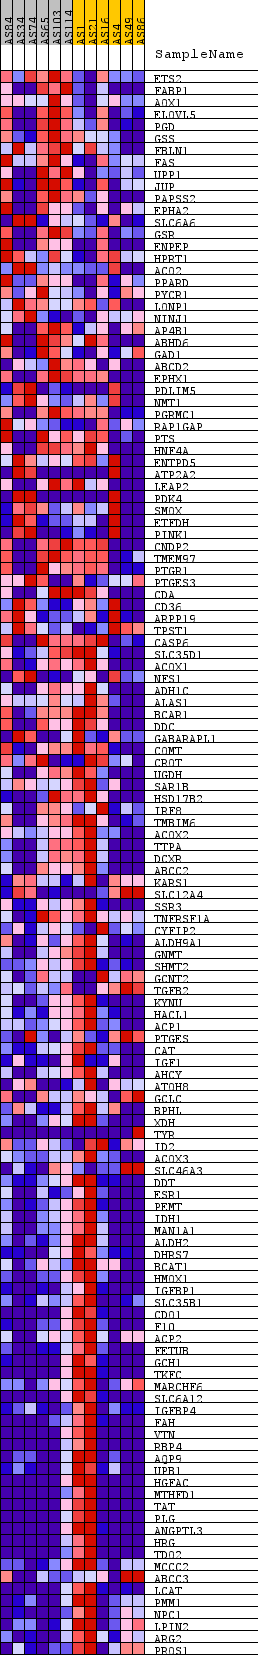 AS84
AS34
AS74
AS65
AS103
AS114
AS1
AS21
AS16
AS4
AS49
AS86
SampleName
ETS2
FABP1
AOX1
ELOVL5
PGD
GSS
FBLN1
FAS
UPP1
JUP
PAPSS2
EPHA2
SLC6A6
GSR
ENPEP
HPRT1
ACO2
PPARD
PYCR1
LONP1
NINJ1
AP4B1
ABHD6
GAD1
ABCD2
EPHX1
PDLIM5
NMT1
PGRMC1
RAP1GAP
PTS
HNF4A
ENTPD5
ATP2A2
LEAP2
PDK4
SMOX
ETFDH
PINK1
CNDP2
TMEM97
PTGR1
PTGES3
CDA
CD36
ARPP19
TPST1
CASP6
SLC35D1
ACOX1
NFS1
ADH1C
ALAS1
BCAR1
DDC
GABARAPL1
COMT
CROT
UGDH
SAR1B
HSD17B2
IRF8
TMBIM6
ACOX2
TTPA
DCXR
ABCC2
KARS1
SLC12A4
SSR3
TNFRSF1A
CYFIP2
ALDH9A1
GNMT
SHMT2
GCNT2
TGFB2
KYNU
HACL1
ACP1
PTGES
CAT
IGF1
AHCY
ATOH8
GCLC
BPHL
XDH
TYR
ID2
ACOX3
SLC46A3
DDT
ESR1
PEMT
IDH1
MAN1A1
ALDH2
DHRS7
BCAT1
HMOX1
IGFBP1
SLC35B1
CDO1
F10
ACP2
FETUB
GCH1
TKFC
MARCHF6
SLC6A12
IGFBP4
FAH
VTN
RBP4
AQP9
UPB1
HGFAC
MTHFD1
TAT
PLG
ANGPTL3
HRG
TDO2
MCCC2
ABCC3
LCAT
PMM1
NPC1
LPIN2
ARG2
PROS1